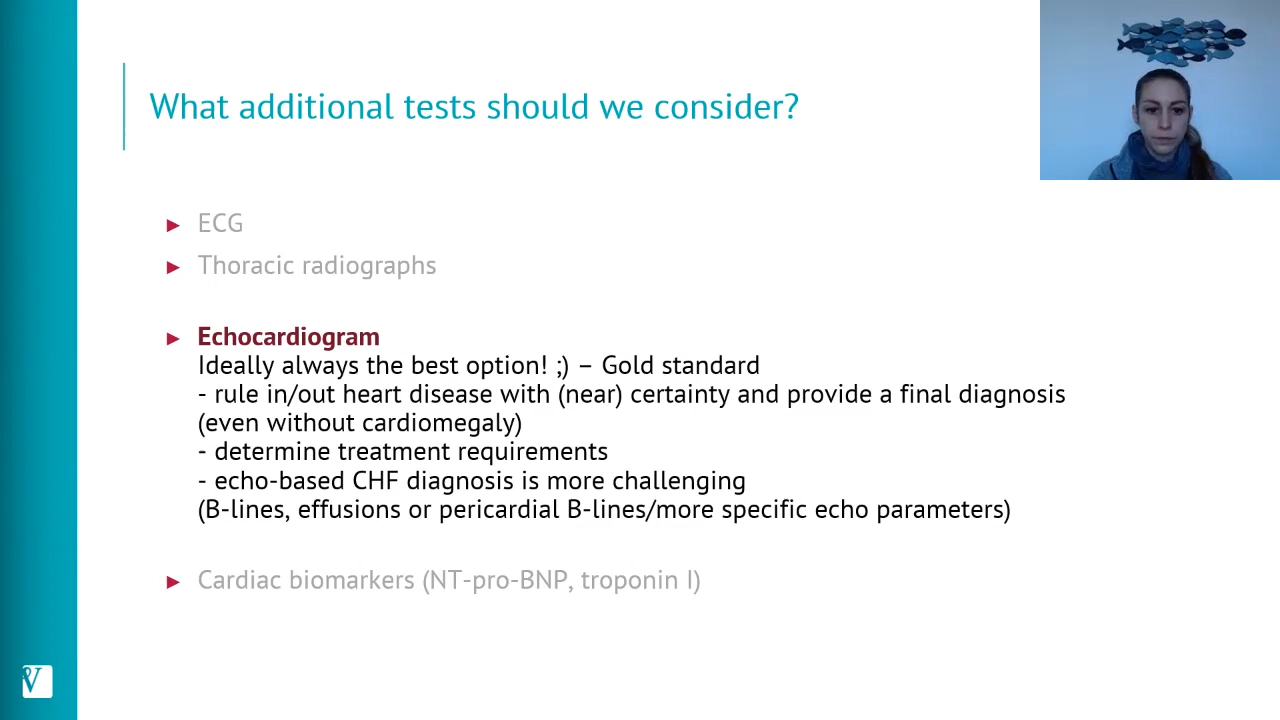 What additional tests should we consider?
► ECG
► Thoracic radiographs
► Echocardiogram
Ideally always the best option! ;) – Gold standard
- rule in/out heart disease with (near) certainty and provide a final diagnosis
(even without cardiomegaly)
- determine treatment requirements
- echo-based CHF diagnosis is more challenging
(B-lines, effusions or pericardial B-lines/more specific echo parameters)
► Cardiac biomarkers (NT-pro-BNP, troponin I)